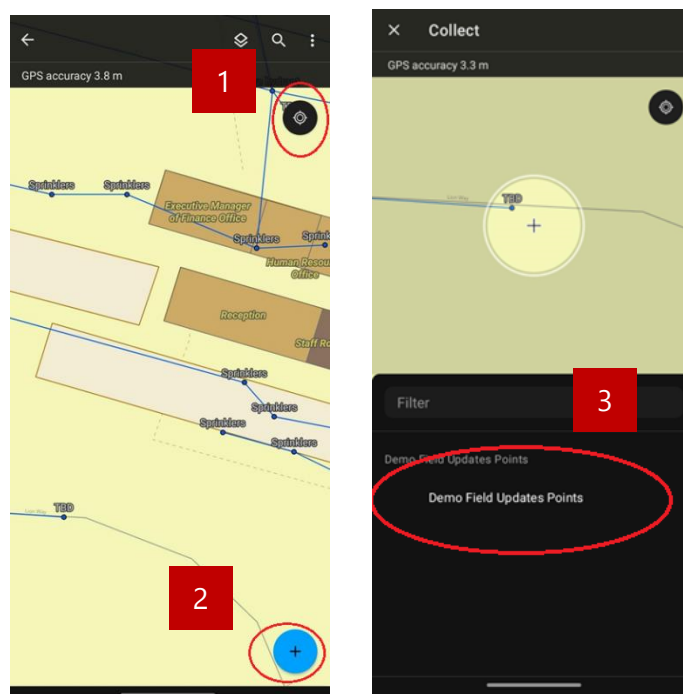 GPS accuracy 3.8 m
1
Sprinklers
Sprinklers
Executive Manager
of Finance Office
Sprinklers
Human Resou
Office
Reception
Staff Ro
Sprinklers
Sprinklers
Sprinklers
Sprinklers
TBD
2
Collect
GPS accuracy 3.3 m
TBD
Filter
3
Demo Field Updates Points
Demo Field Updates Points